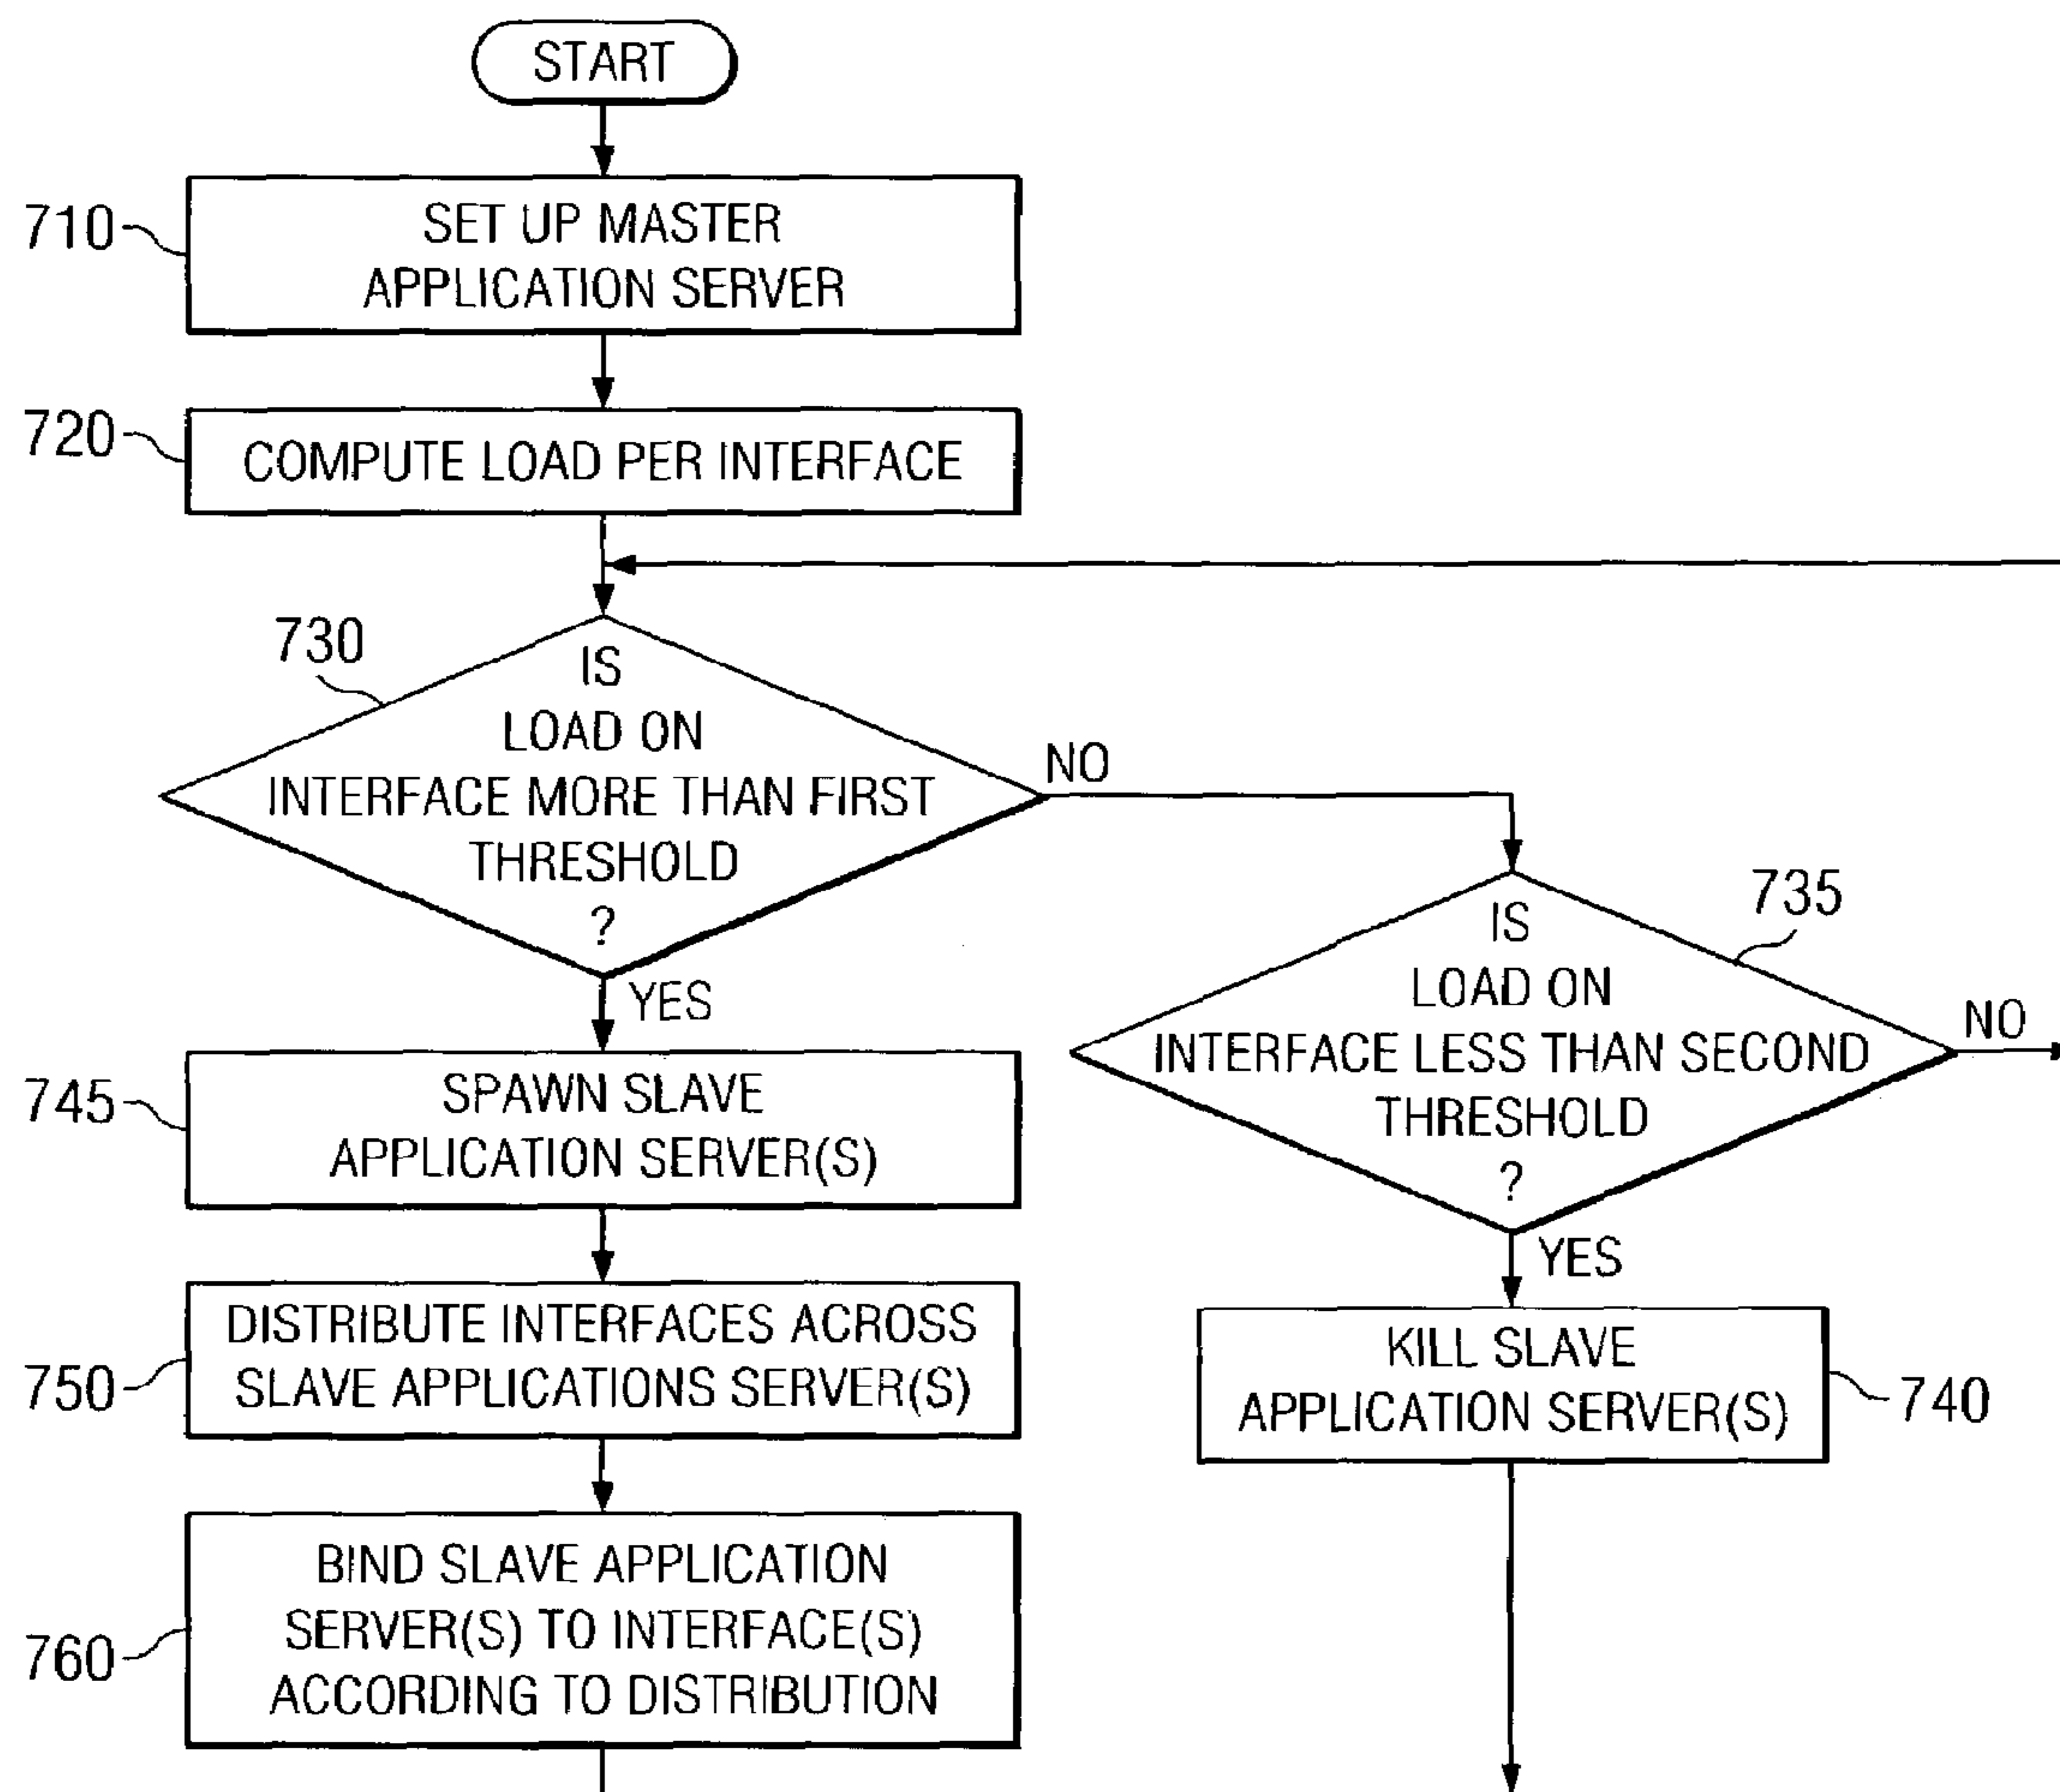 START
710
SET UP MASTER
APPLICATION SERVER
720
COMPUTE LOAD PER INTERFACE
730
IS
LOAD ON
INTERFACE MORE THAN FIRST
THRESHOLD
?
NO
YES
735
IS
LOAD ON
INTERFACE LESS THAN SECOND
THRESHOLD
?
NO
YES
745
SPAWN SLAVE
APPLICATION SERVER(S)
750
DISTRIBUTE INTERFACES ACROSS
SLAVE APPLICATIONS SERVER(S)
KILL SLAVE
APPLICATION SERVER(S)
740
760
BIND SLAVE APPLICATION
SERVER(S) TO INTERFACE(S)
ACCORDING TO DISTRIBUTION